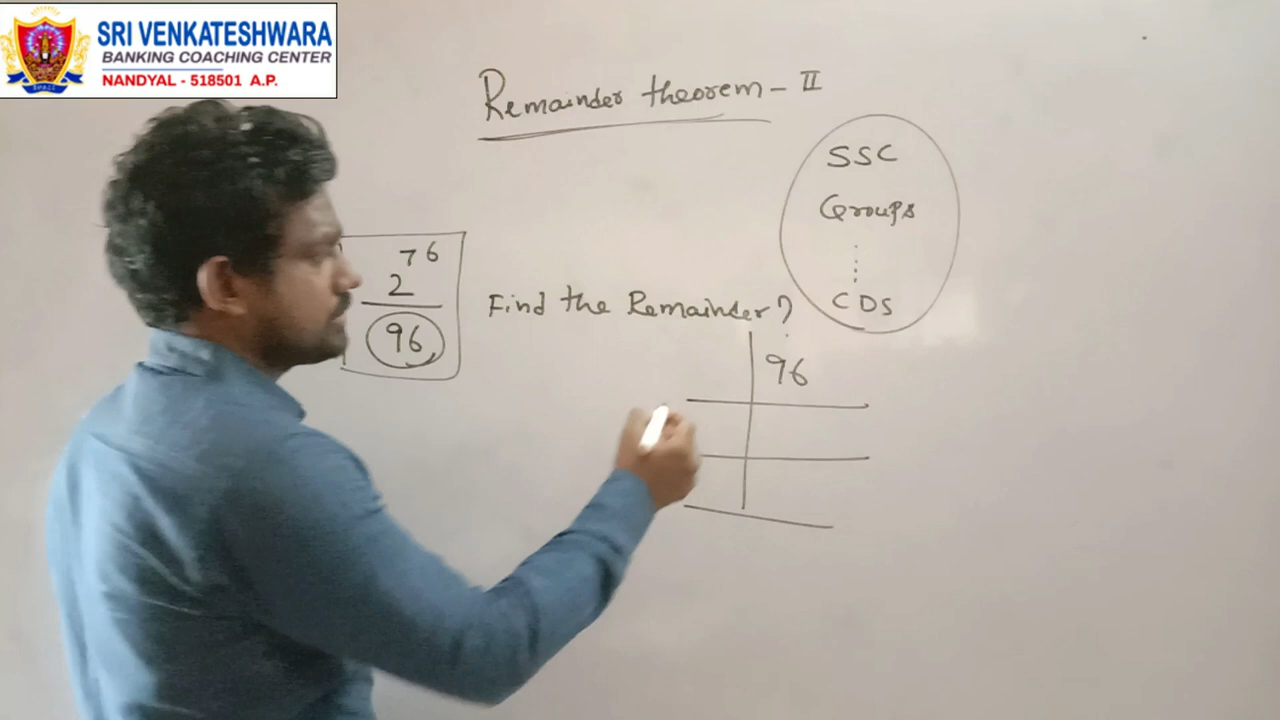 SRI VENKATESHWARA
BANKING COACHING CENTER
NANDYAL - 518501 A.P.
Remainder theorem - II
SSC
Groups
CDS
76
2
96
Find the Remainder?
96